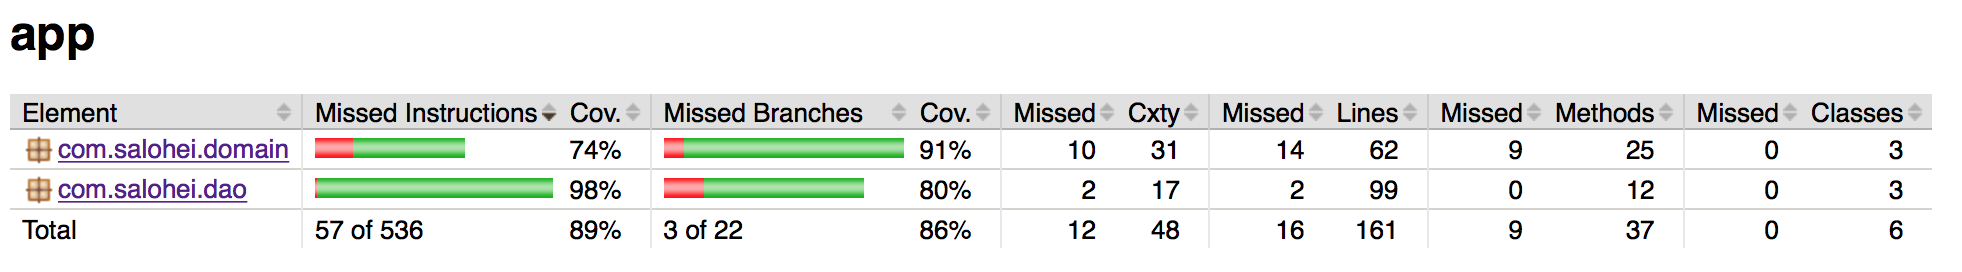 app
Element Missed Instructions Cov. Missed Branches Cov. Missed Cxty Missed Lines Missed Methods Missed Classes
com.salohei.domain 74% 91% 10 31 14 62 9 25 0 3
com.salohei.dao 98% 80% 2 17 2 99 0 12 0 3
Total 57 of 536 89% 3 of 22 86% 12 48 16 161 9 37 0 6